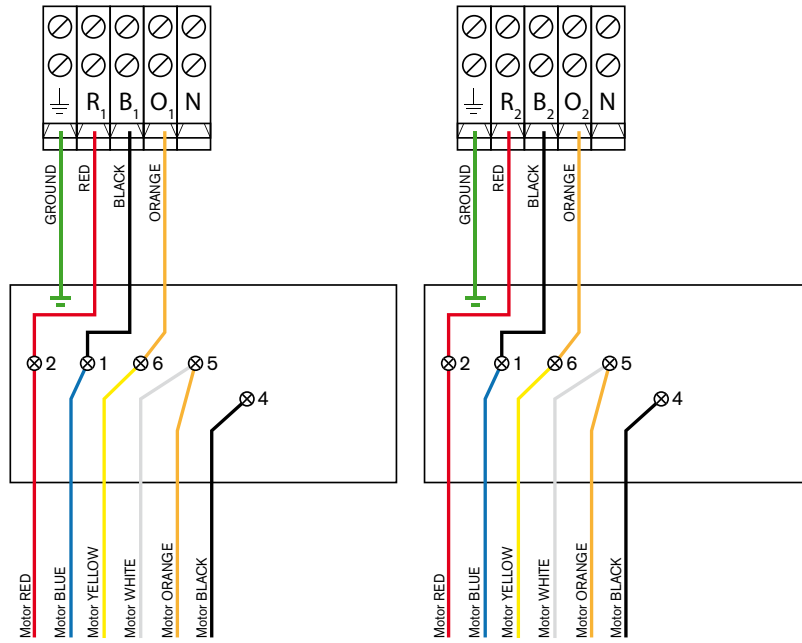 R1 B1 O1 N
R2 B2 O2 N
GROUND
RED
BLACK
ORANGE
GROUND
RED
BLACK
ORANGE
2 1 6 5
4
2 1 6 5
4
Motor RED
Motor BLUE
Motor YELLOW
Motor WHITE
Motor ORANGE
Motor BLACK
Motor RED
Motor BLUE
Motor YELLOW
Motor WHITE
Motor ORANGE
Motor BLACK